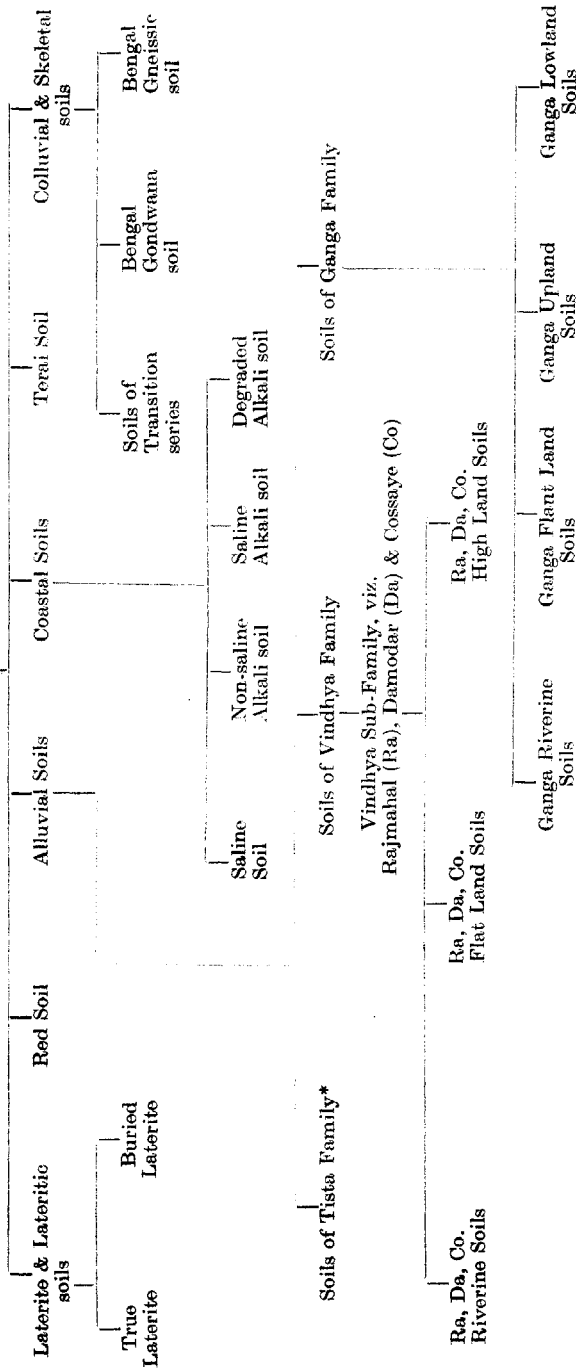 Laterite & Lateritic
soils
Red Soil
Alluvial Soils
Coastal Soils
Terai Soil
Colluvial & Skeletal
soils
True
Laterite
Buried
Laterite
Soils of
Transition
series
Bengal
Gondwana
soil
Bengal
Gneissic
soil
Saline
Soil
Non-saline
Alkali soil
Saline
Alkali soil
Degraded
Alkali soil
Soils of Tista Family*
Soils of Vindhya Family
Soils of Ganga Family
Vindhya Sub-Family, viz.
Rajmahal (Ra), Damodar (Da) & Cossaye (Co)
Ra, Da, Co.
Riverine Soils
Ra, Da, Co.
Flat Land Soils
Ra, Da, Co.
High Land Soils
Ganga Riverine
Soils
Ganga Flant Land
Soils
Ganga Upland
Soils
Ganga Lowland
Soils